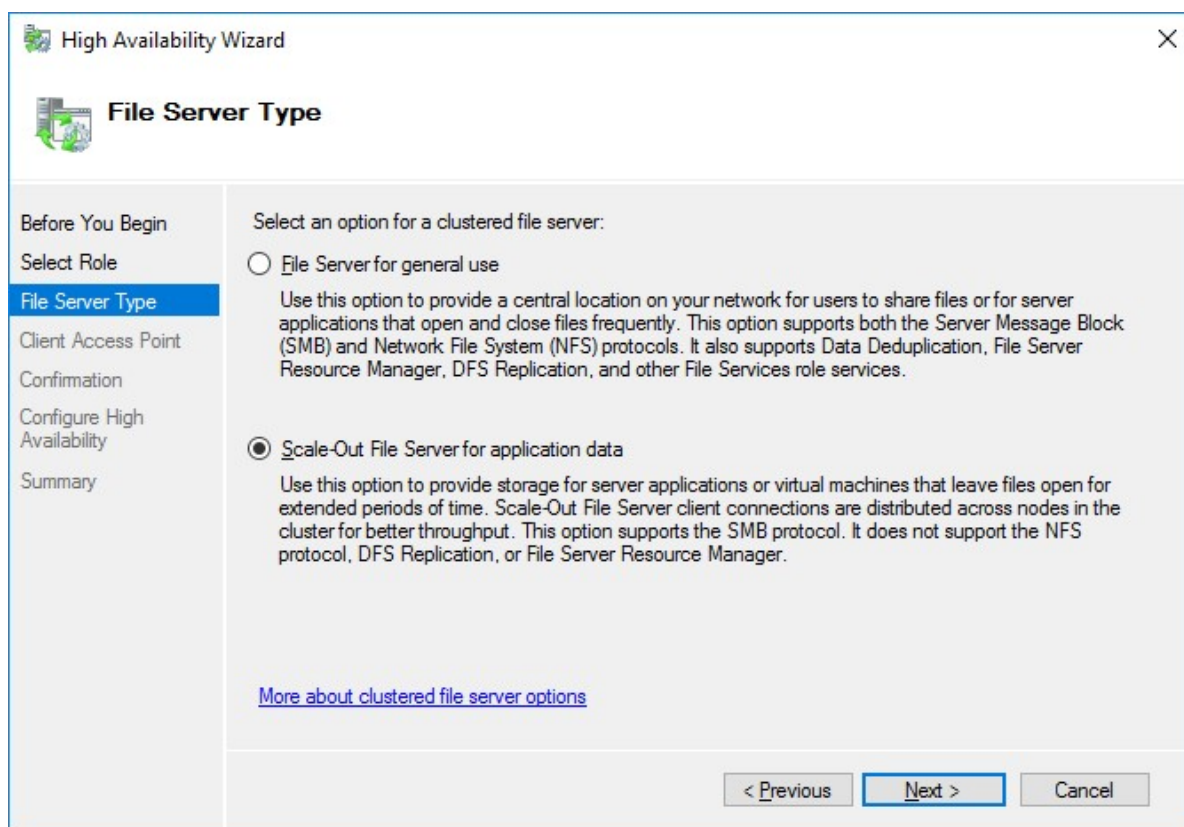 High Availability Wizard
File Server Type
Before You Begin
Select Role
File Server Type
Client Access Point
Confirmation
Configure High
Availability
Summary
Select an option for a clustered file server:
File Server for general use
Use this option to provide a central location on your network for users to share files or for server
applications that open and close files frequently. This option supports both the Server Message Block
(SMB) and Network File System (NFS) protocols. It also supports Data Deduplication, File Server
Resource Manager, DFS Replication, and other File Services role services.
Scale-Out File Server for application data
Use this option to provide storage for server applications or virtual machines that leave files open for
extended periods of time. Scale-Out File Server client connections are distributed across nodes in the
cluster for better throughput. This option supports the SMB protocol. It does not support the NFS
protocol, DFS Replication, or File Server Resource Manager.
More about clustered file server options
< Previous
Next >
Cancel